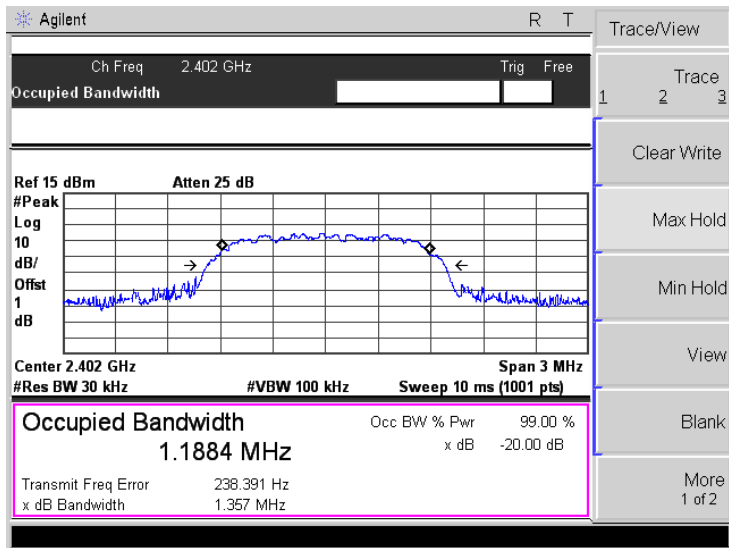 Agilent R T
Trace/View
Ch Freq 2.402 GHz Trig Free
Occupied Bandwidth
Trace
1 2 3
Clear Write
Ref 15 dBm Atten 25 dB
#Peak
Log
10
dB/
Offst
1
dB
Max Hold
Min Hold
View
Center 2.402 GHz Span 3 MHz
#Res BW 30 kHz #VBW 100 kHz Sweep 10 ms (1001 pts)
Occupied Bandwidth
1.1884 MHz
Occ BW % Pwr 99.00 %
x dB -20.00 dB
Transmit Freq Error 238.391 Hz
x dB Bandwidth 1.357 MHz
Blank
More
1 of 2